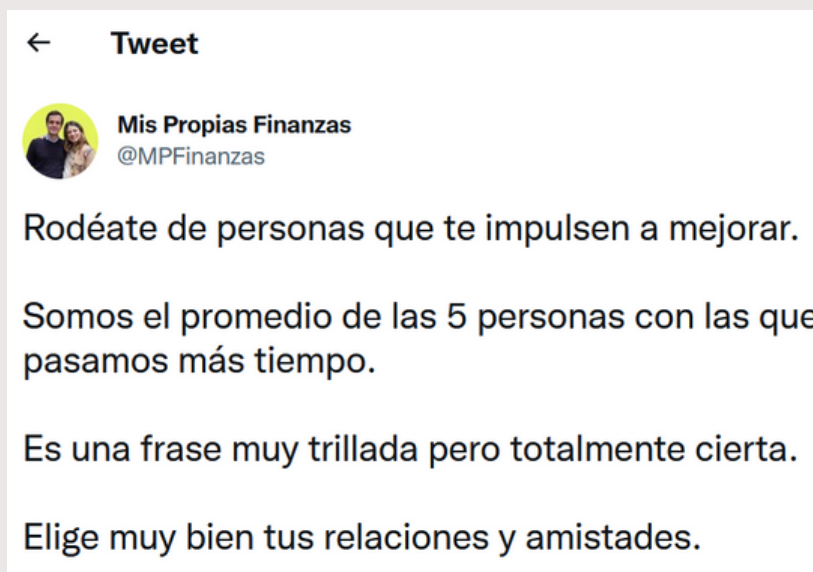 Tweet
Mis Propias Finanzas
@MPFinanzas
Rodéate de personas que te impulsen a mejorar.
Somos el promedio de las 5 personas con las que
pasamos más tiempo.
Es una frase muy trillada pero totalmente cierta.
Elige muy bien tus relaciones y amistades.